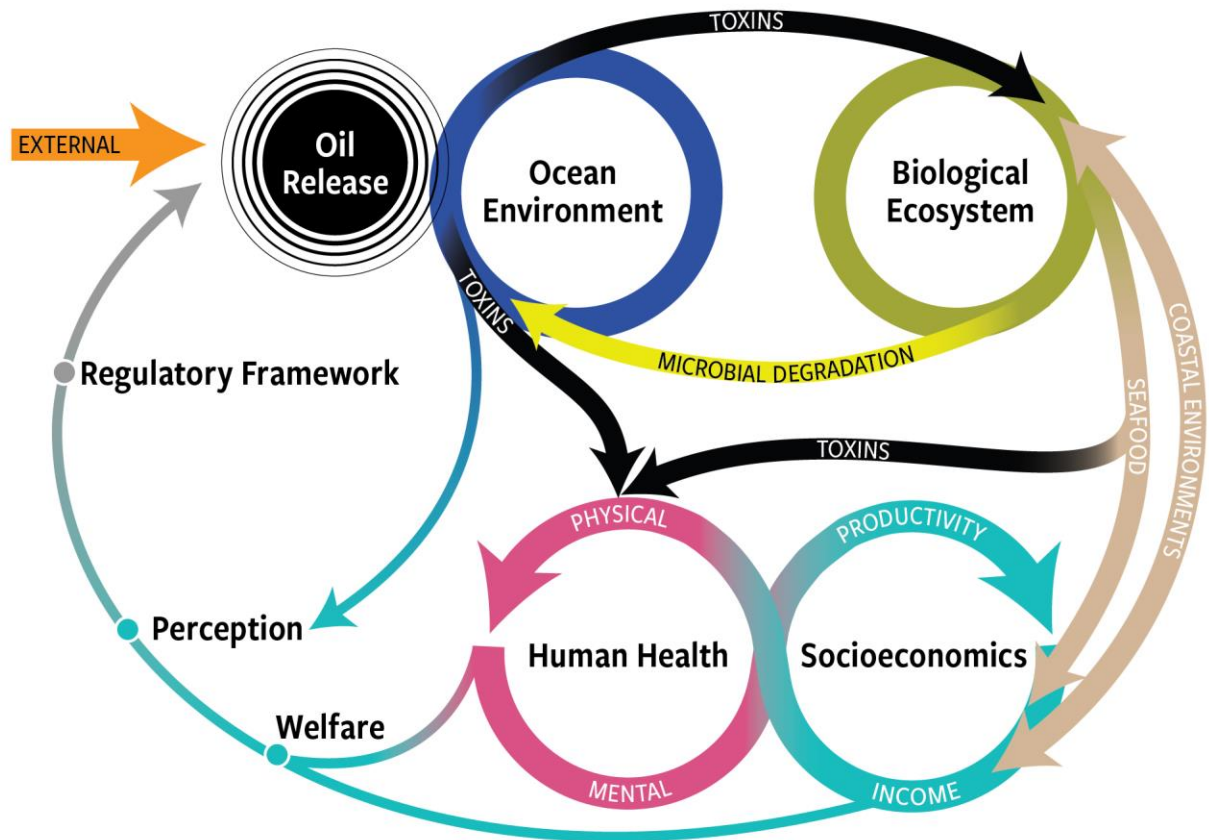 TOXINS
EXTERNAL
Oil
Release
Ocean
Environment
Biological
Ecosystem
TOXINS
MICROBIAL DEGRADATION
COASTAL ENVIRONMENTS
SEAFOOD
Regulatory Framework
TOXINS
PHYSICAL
PRODUCTIVITY
Perception
Human Health
Socioeconomics
Welfare
MENTAL
INCOME